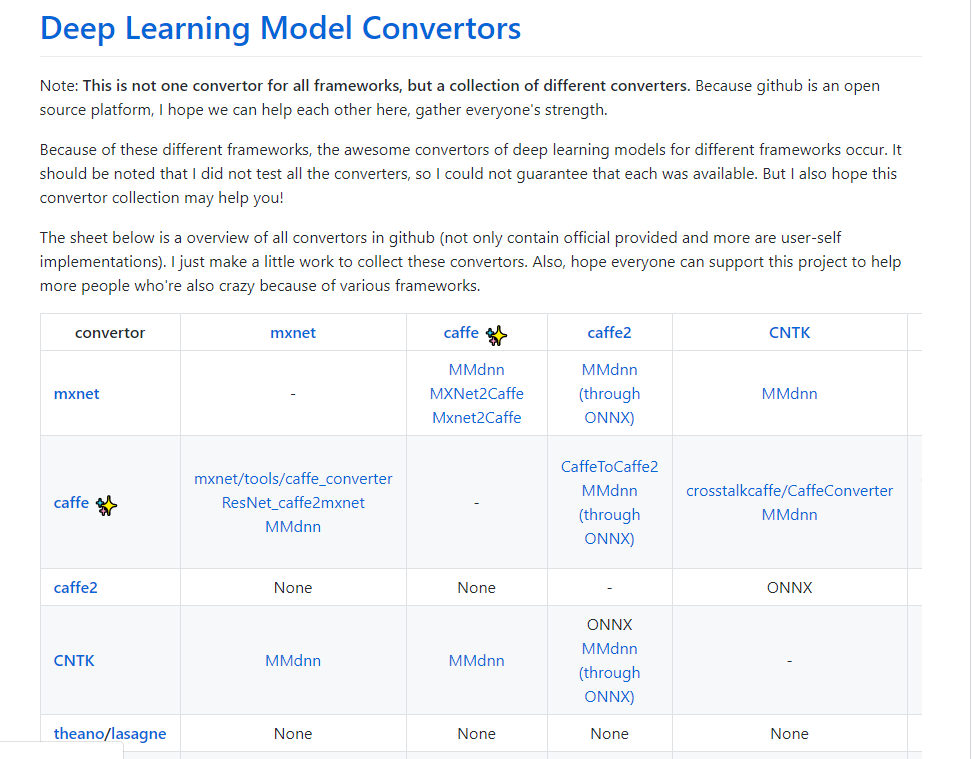 Deep Learning Model Convertors
Note: This is not one convertor for all frameworks, but a collection of different converters. Because github is an open
source platform, I hope we can help each other here, gather everyone's strength.
Because of these different frameworks, the awesome convertors of deep learning models for different frameworks occur. It
should be noted that I did not test all the converters, so I could not guarantee that each was available. But I also hope this
convertor collection may help you!
The sheet below is a overview of all convertors in github (not only contain official provided and more are user-self
implementations). I just make a little work to collect these convertors. Also, hope everyone can support this project to help
more people who're also crazy because of various frameworks.
convertor mxnet caffe caffe2 CNTK
mxnet
-
MMdnn
MXNet2Caffe
Mxnet2Caffe
MMdnn
(through
ONNX)
MMdnn
caffe
mxnet/tools/caffe_converter
ResNet_caffe2mxnet
MMdnn
-
CaffeToCaffe2
MMdnn
(through
ONNX)
crosstalkcaffe/CaffeConverter
MMdnn
caffe2 None None - ONNX
CNTK
MMdnn
MMdnn
ONNX
MMdnn
(through
ONNX)
-
theano/lasagne None None None None